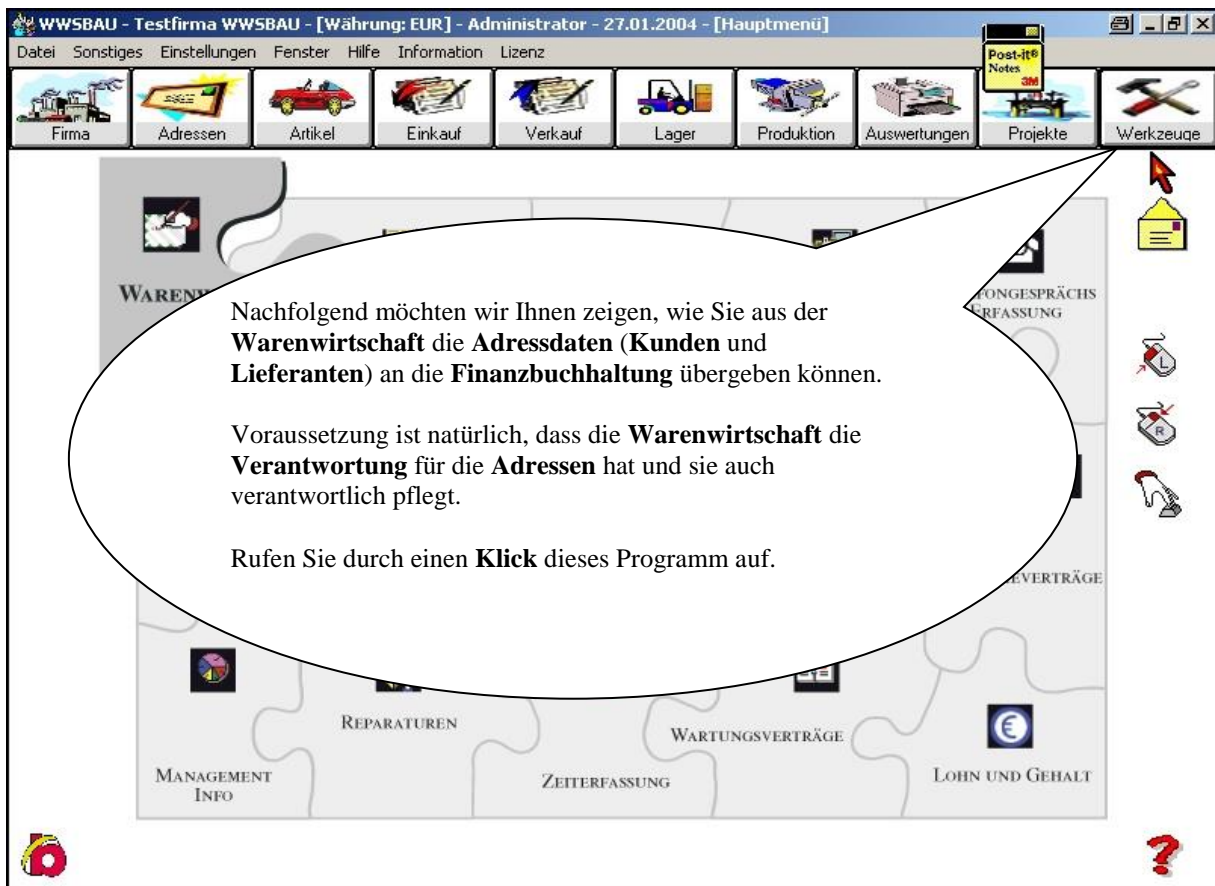 WWSBAU - Testfirma WWSBAU - [Währung: EUR] - Administrator - 27.01.2004 - [Hauptmenü]
Datei Sonstiges Einstellungen Fenster Hilfe Information Lizenz
Post-it® Notes 3M
Firma Adressen Artikel Einkauf Verkauf Lager Produktion Auswertungen Projekte Werkzeuge
Nachfolgend möchten wir Ihnen zeigen, wie Sie aus der
Warenwirtschaft die Adressdaten (Kunden und
Lieferanten) an die Finanzbuchhaltung übergeben können.
Voraussetzung ist natürlich, dass die Warenwirtschaft die
Verantwortung für die Adressen hat und sie auch
verantwortlich pflegt.
Rufen Sie durch einen Klick dieses Programm auf.
L
R
REPARATUREN
WARTUNGSVERTRÄGE
MANAGEMENT
INFO
ZEITERFASSUNG
LOHN UND GEHALT